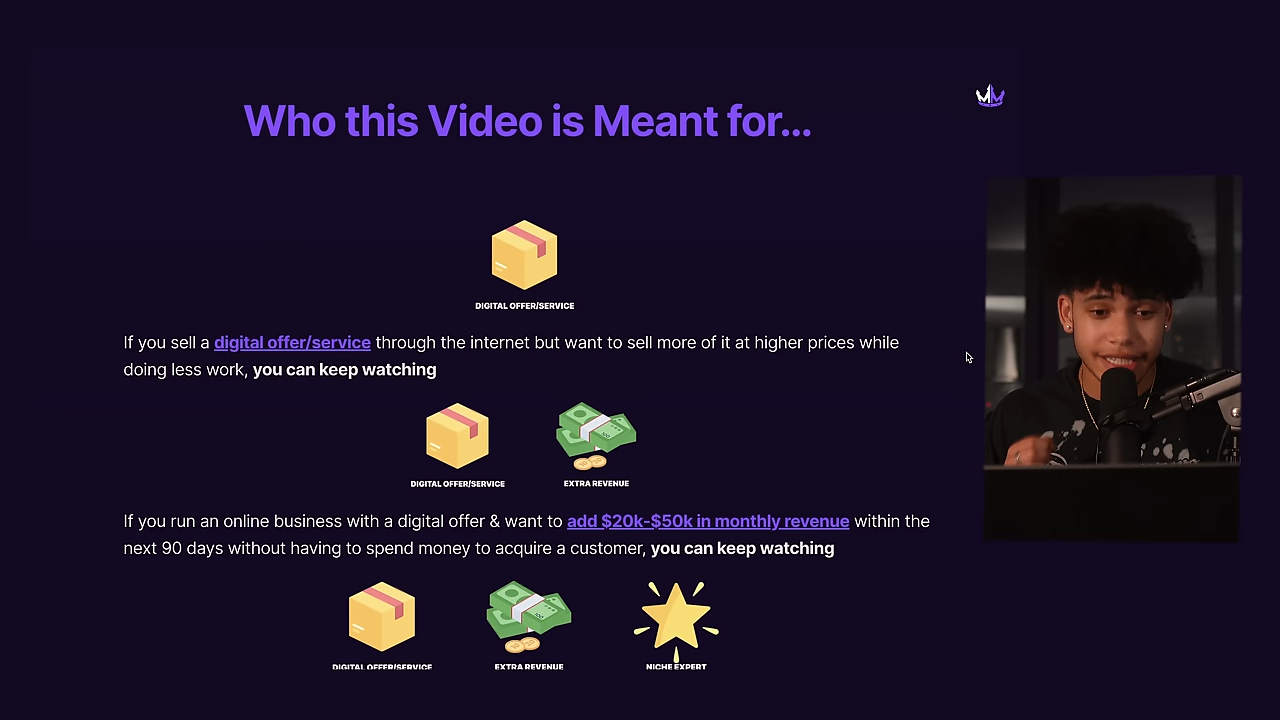 Who this Video is Meant for...
DIGITAL OFFER/SERVICE
If you sell a digital offer/service through the internet but want to sell more of it at higher prices while
doing less work, you can keep watching
DIGITAL OFFER/SERVICE EXTRA REVENUE
If you run an online business with a digital offer & want to add $20k-$50k in monthly revenue within the
next 90 days without having to spend money to acquire a customer, you can keep watching
DIGITAL OFFER/SERVICE EXTRA REVENUE NICHE EXPERT